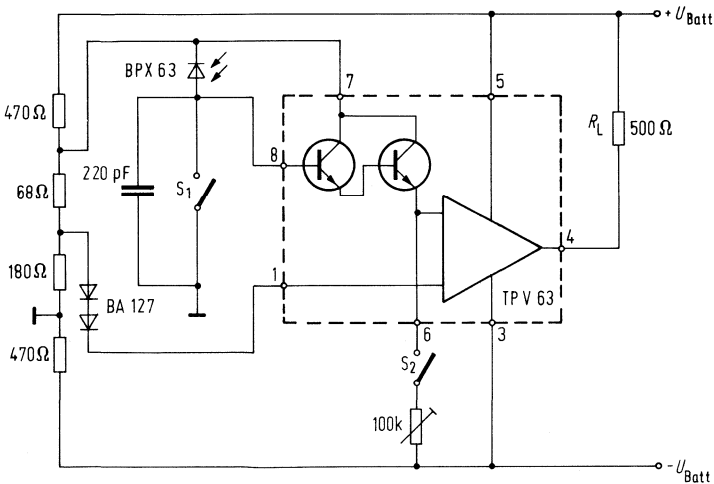 + U_Batt
BPX 63
7
5
470Ω
R_L
500 Ω
8
220 pF
S₁
68Ω
4
180Ω
1
BA 127
TPV 63
6
3
470Ω
S₂
100k
- U_Batt